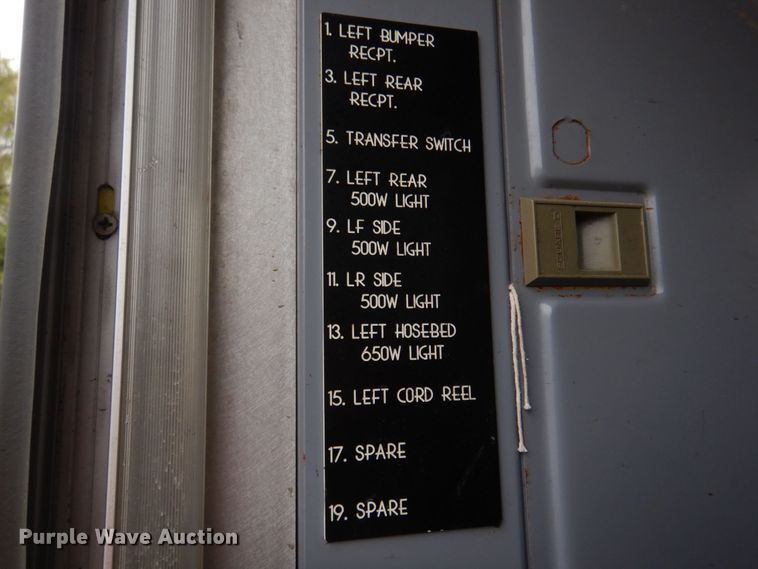 1. LEFT BUMPER
RECPT.
3. LEFT REAR
RECPT.
5. TRANSFER SWITCH
7. LEFT REAR
500W LIGHT
9. LF SIDE
500W LIGHT
11. LR SIDE
500W LIGHT
13. LEFT HOSEBED
650W LIGHT
15. LEFT CORD REEL
17. SPARE
19. SPARE
Purple Wave Auction